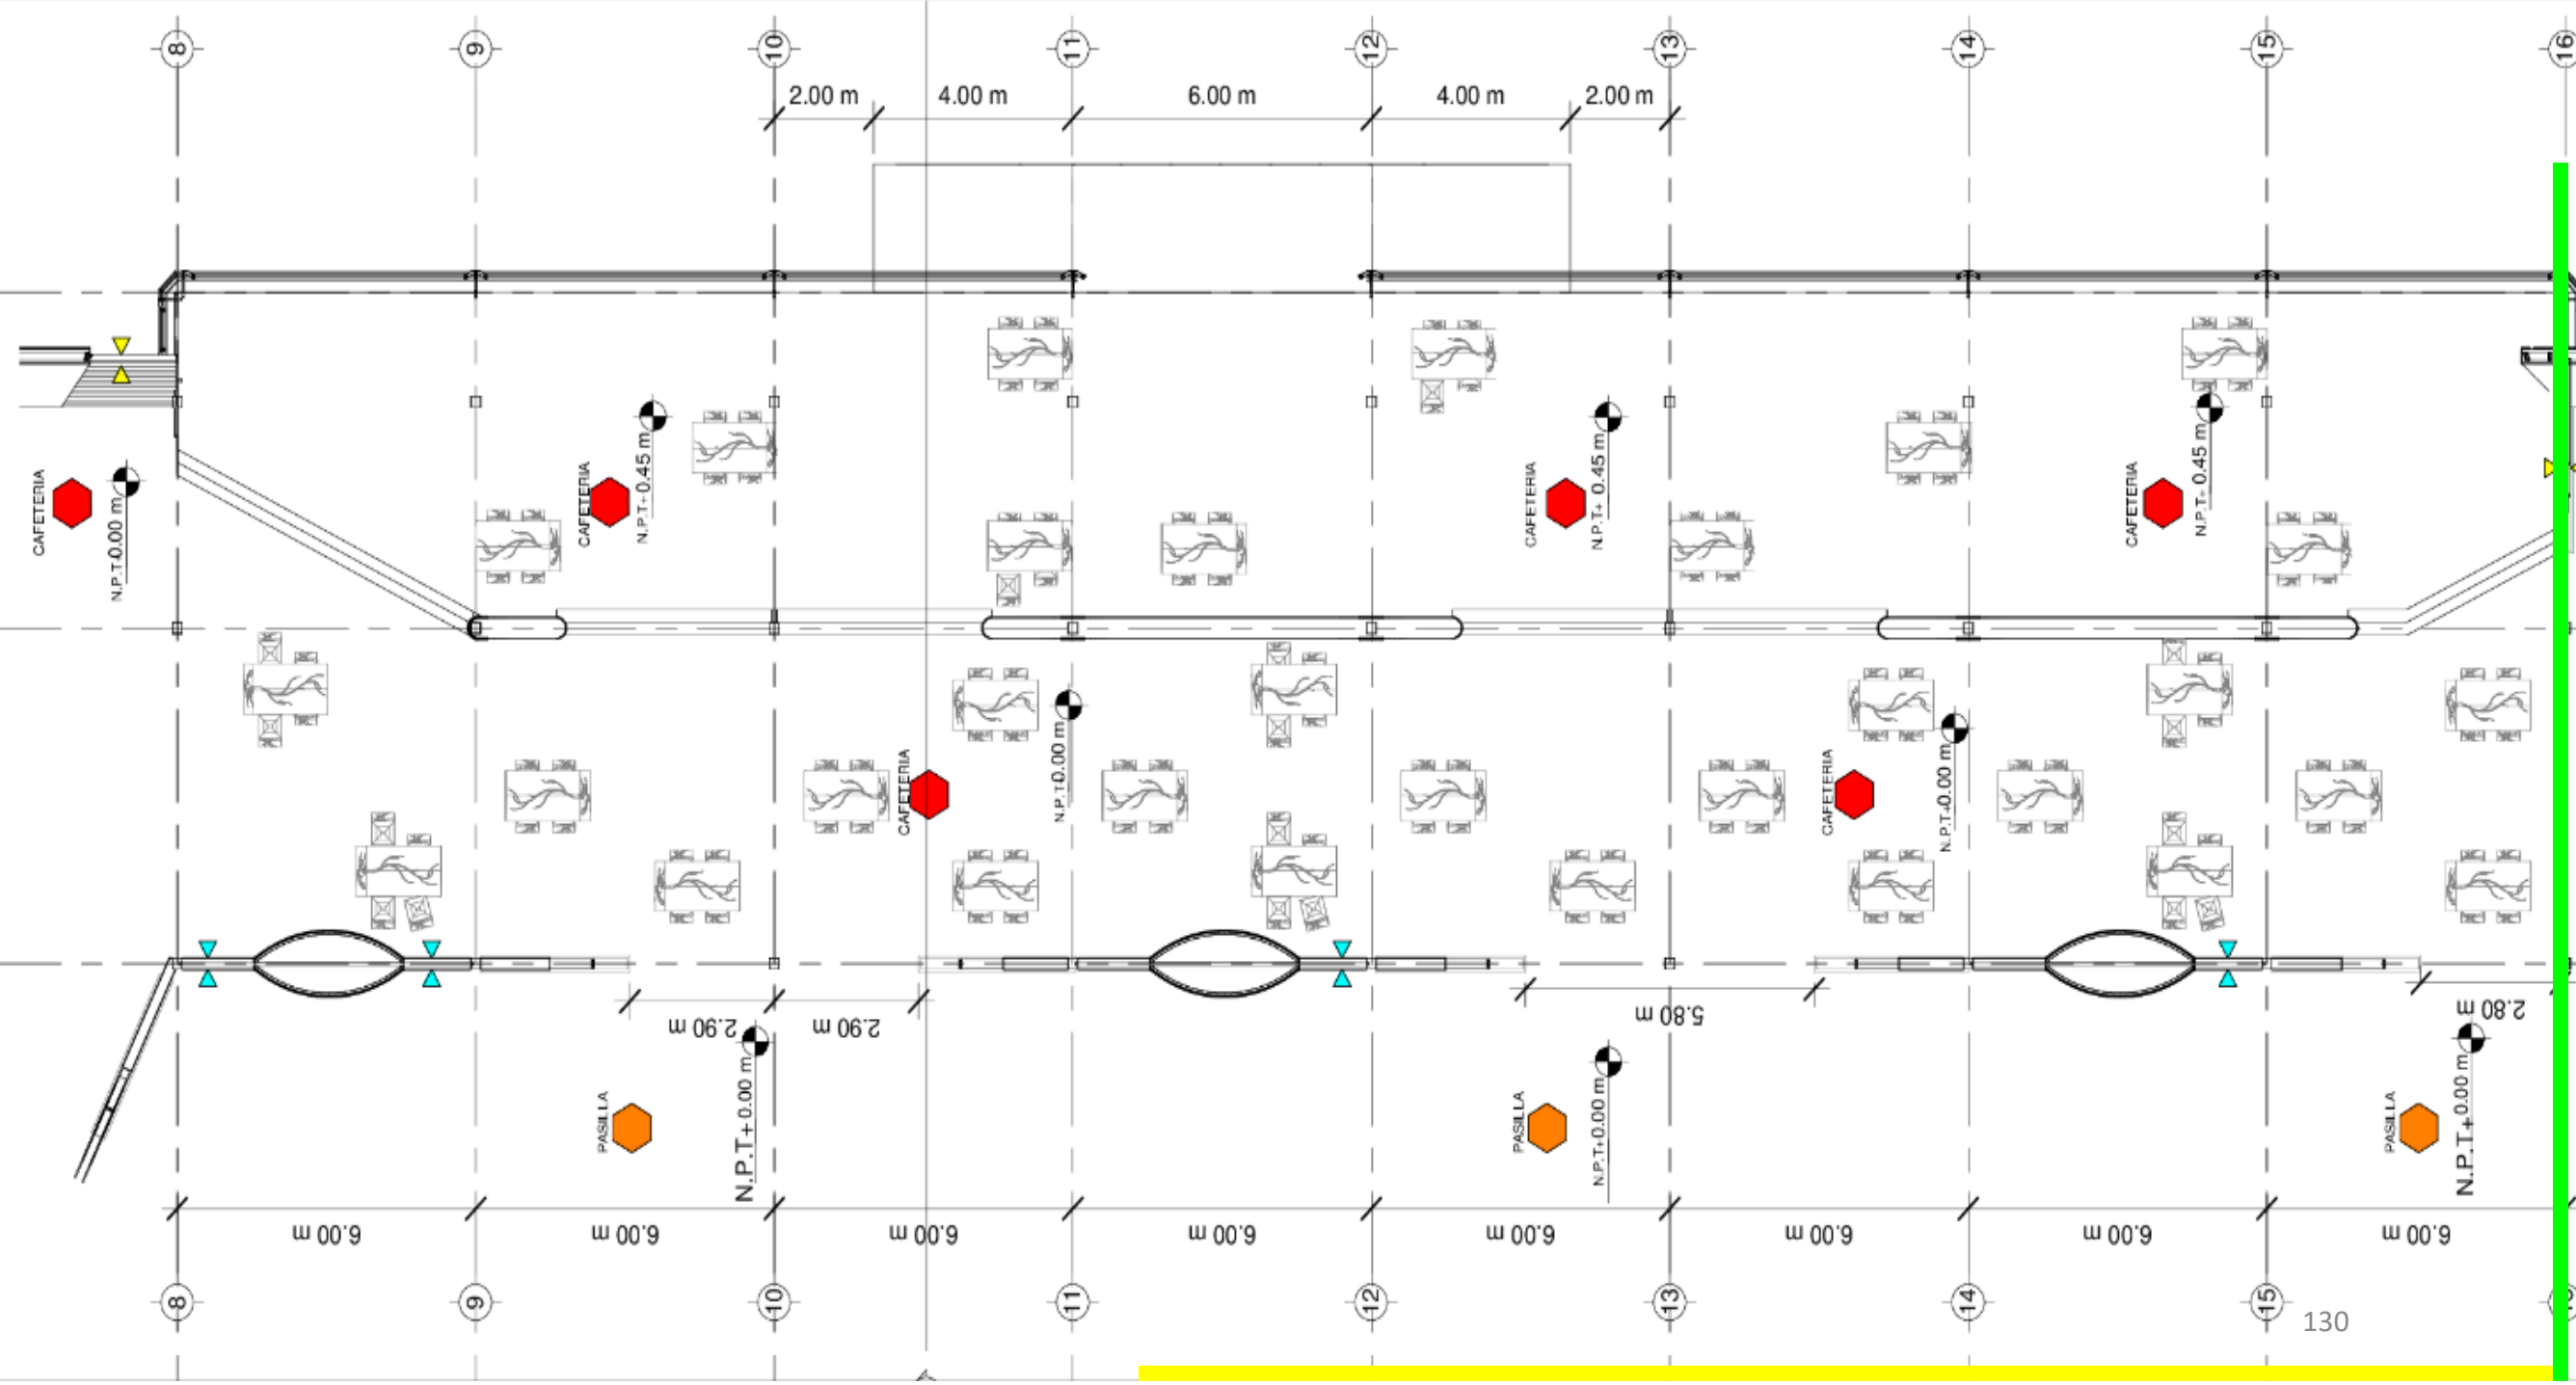 8 9 10 11 12 13 14 15 16
2.00 m 4.00 m 6.00 m 4.00 m 2.00 m
CAFETERIA
N.P.T+0.00 m
CAFETERIA
N.P.T+ 0.45 m
CAFETERIA
N.P.T+ 0.45 m
CAFETERIA
N.P.T+ 0.45 m
CAFETERIA
N.P.T+0.00 m
CAFETERIA
N.P.T+0.00 m
2.90 m 2.90 m 5.80 m 2.80 m
PASILLA
N.P.T+0.00 m
PASILLA
N.P.T+0.00 m
PASILLA
N.P.T+0.00 m
6.00 m 6.00 m 6.00 m 6.00 m 6.00 m 6.00 m 6.00 m 6.00 m
8 9 10 11 12 13 14 15
130